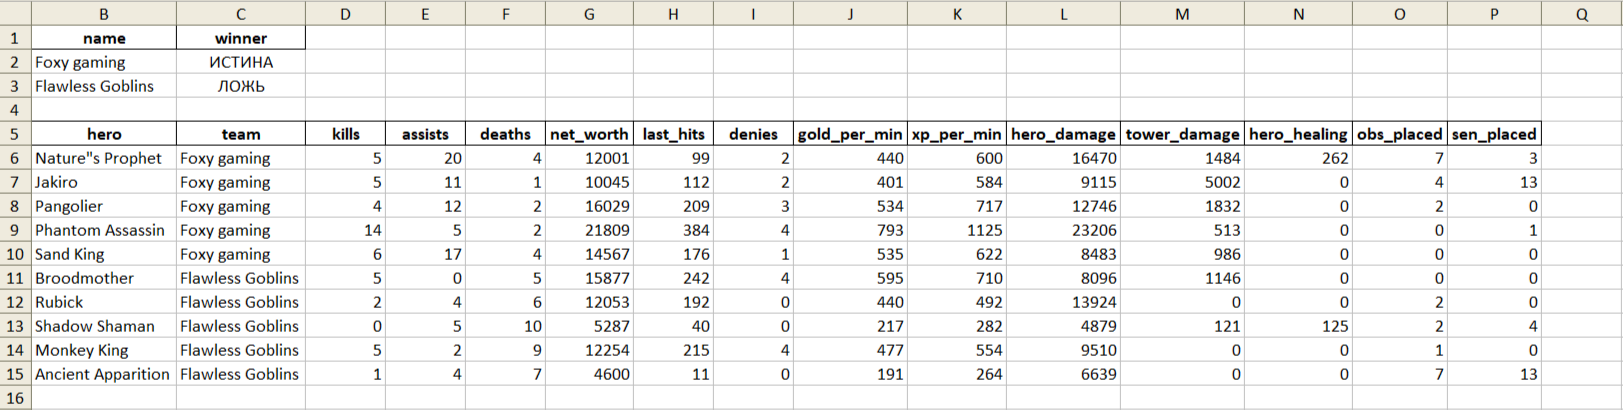 B C D E F G H I J K L M N O P Q
1 name winner
2 Foxy gaming ИСТИНА
3 Flawless Goblins ЛОЖЬ
4
5 hero team kills assists deaths net_worth last_hits denies gold_per_min xp_per_min hero_damage tower_damage hero_healing obs_placed sen_placed
6 Nature"s Prophet Foxy gaming 5 20 4 12001 99 2 440 600 16470 1484 262 7 3
7 Jakiro Foxy gaming 5 11 1 10045 112 2 401 584 9115 5002 0 4 13
8 Pangolier Foxy gaming 4 12 2 16029 209 3 534 717 12746 1832 0 2 0
9 Phantom Assassin Foxy gaming 14 5 2 21809 384 4 793 1125 23206 513 0 0 1
10 Sand King Foxy gaming 6 17 4 14567 176 1 535 622 8483 986 0 0 0
11 Broodmother Flawless Goblins 5 0 5 15877 242 4 595 710 8096 1146 0 0 0
12 Rubick Flawless Goblins 2 4 6 12053 192 0 440 492 13924 0 0 2 0
13 Shadow Shaman Flawless Goblins 0 5 10 5287 40 0 217 282 4879 121 125 2 4
14 Monkey King Flawless Goblins 5 2 9 12254 215 4 477 554 9510 0 0 1 0
15 Ancient Apparition Flawless Goblins 1 4 7 4600 11 0 191 264 6639 0 0 7 13
16